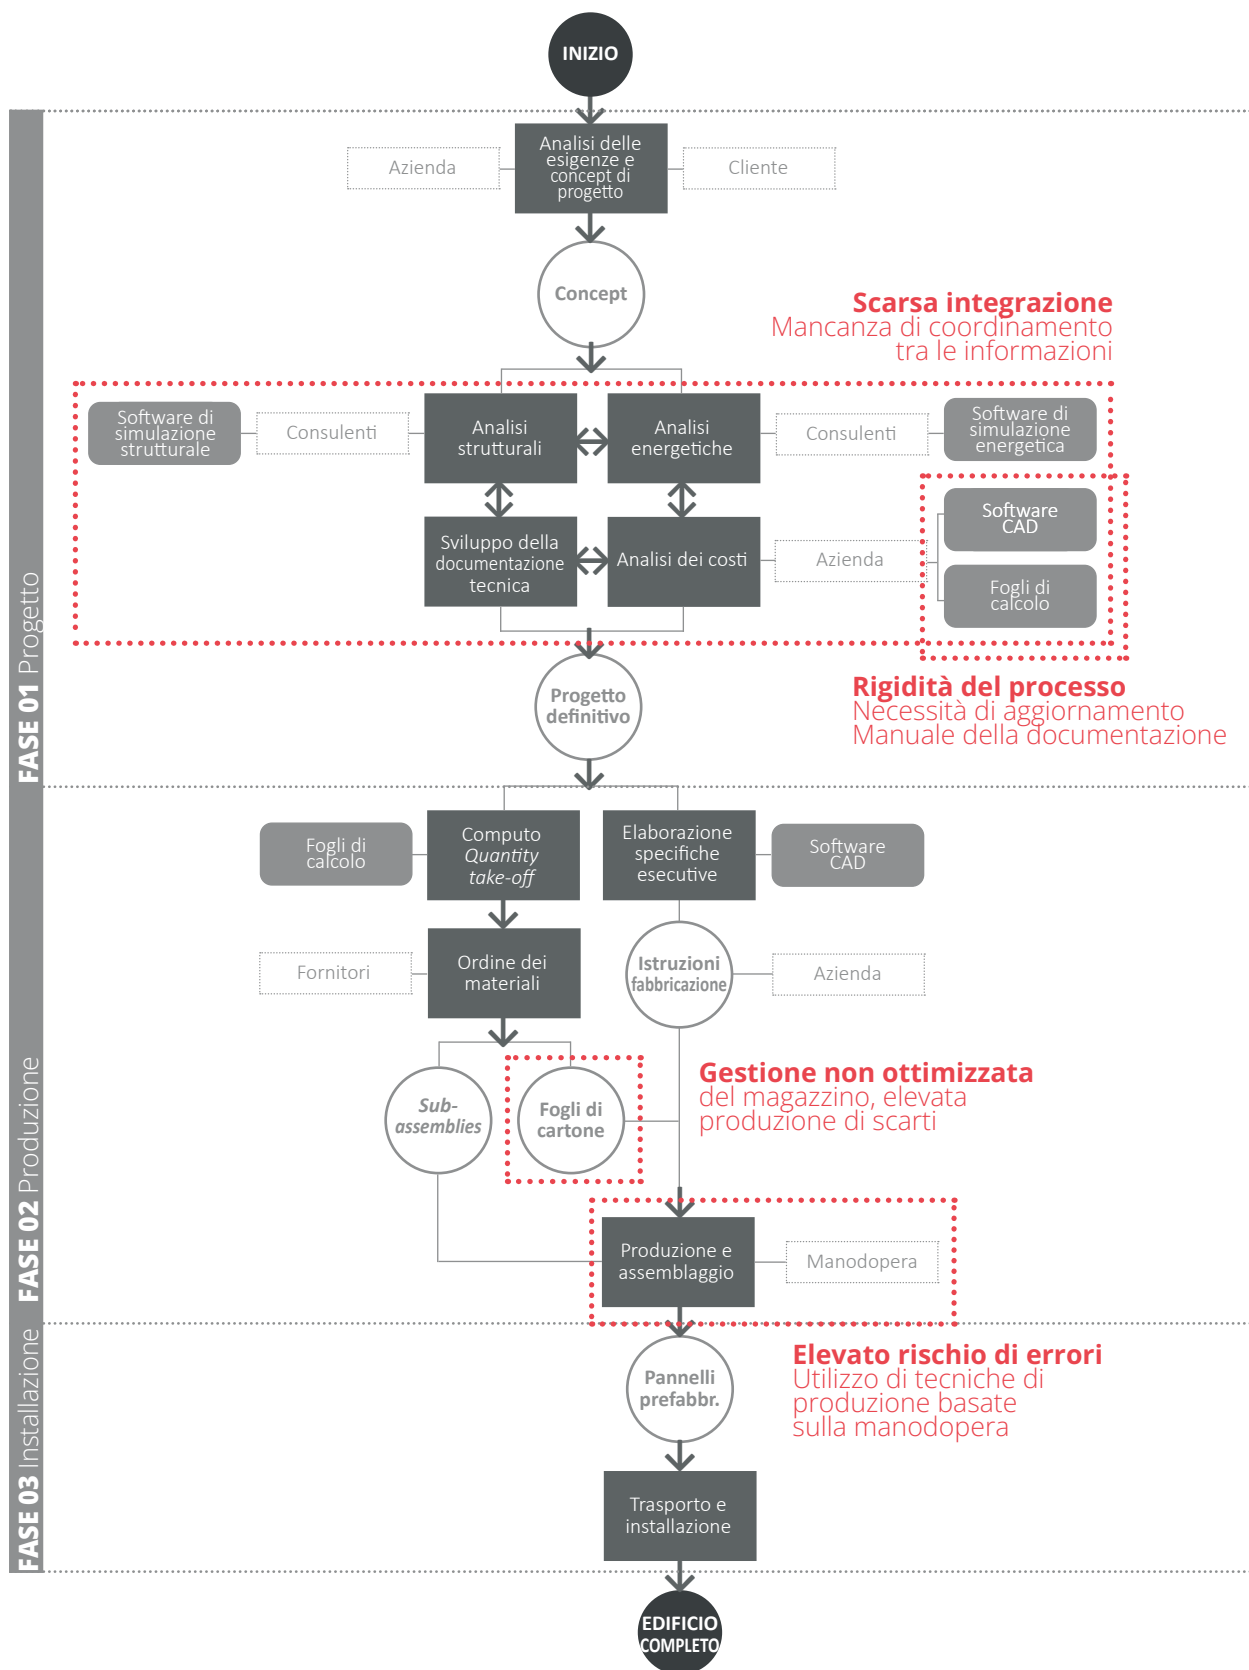 INIZIO
Analisi delle
esigenze e
concept di
progetto
Azienda
Cliente
Concept
Scarsa integrazione
Mancanza di coordinamento
tra le informazioni
Software di
simulazione
strutturale
Consulenti
Analisi
strutturali
Analisi
energetiche
Consulenti
Software di
simulazione
energetica
Sviluppo della
documentazione
tecnica
Analisi dei costi
Azienda
Software
CAD
Fogli di
calcolo
FASE 01 Progetto
Progetto
definitivo
Rigidità del processo
Necessità di aggiornamento
Manuale della documentazione
Fogli di
calcolo
Computo
Quantity
take-off
Elaborazione
specifiche
esecutive
Software
CAD
Fornitori
Ordine dei
materiali
Istruzioni
fabbricazione
Azienda
FASE 02 Produzione
Sub-
assemblies
Fogli di
cartone
Gestione non ottimizzata
del magazzino, elevata
produzione di scarti
Produzione e
assemblaggio
Manodopera
FASE 03 Installazione
Pannelli
prefabbr.
Elevato rischio di errori
Utilizzo di tecniche di
produzione basate
sulla manodopera
Trasporto e
installazione
EDIFICIO
COMPLETO